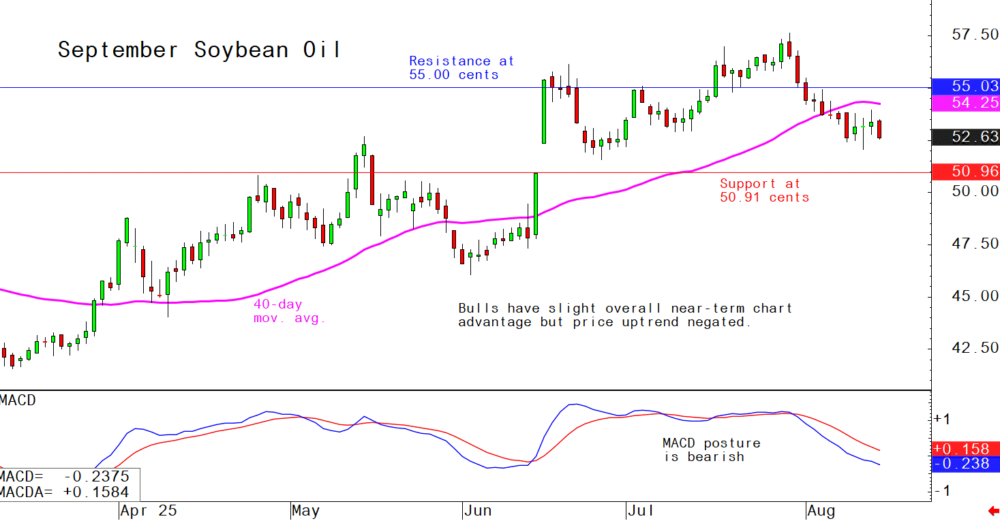 September Soybean Oil
Resistance at
55.00 cents
57.50
55.03
54.25
52.63
50.96
Support at
50.91 cents
50.00
47.50
45.00
42.50
40-day
mov. avg.
Bulls have slight overall near-term chart
advantage but price uptrend negated.
MACD
MACD posture
is bearish
+1
+0.158
-0.238
-1
MACD= -0.2375
MACDA= +0.1584
Apr 25 May Jun Jul Aug